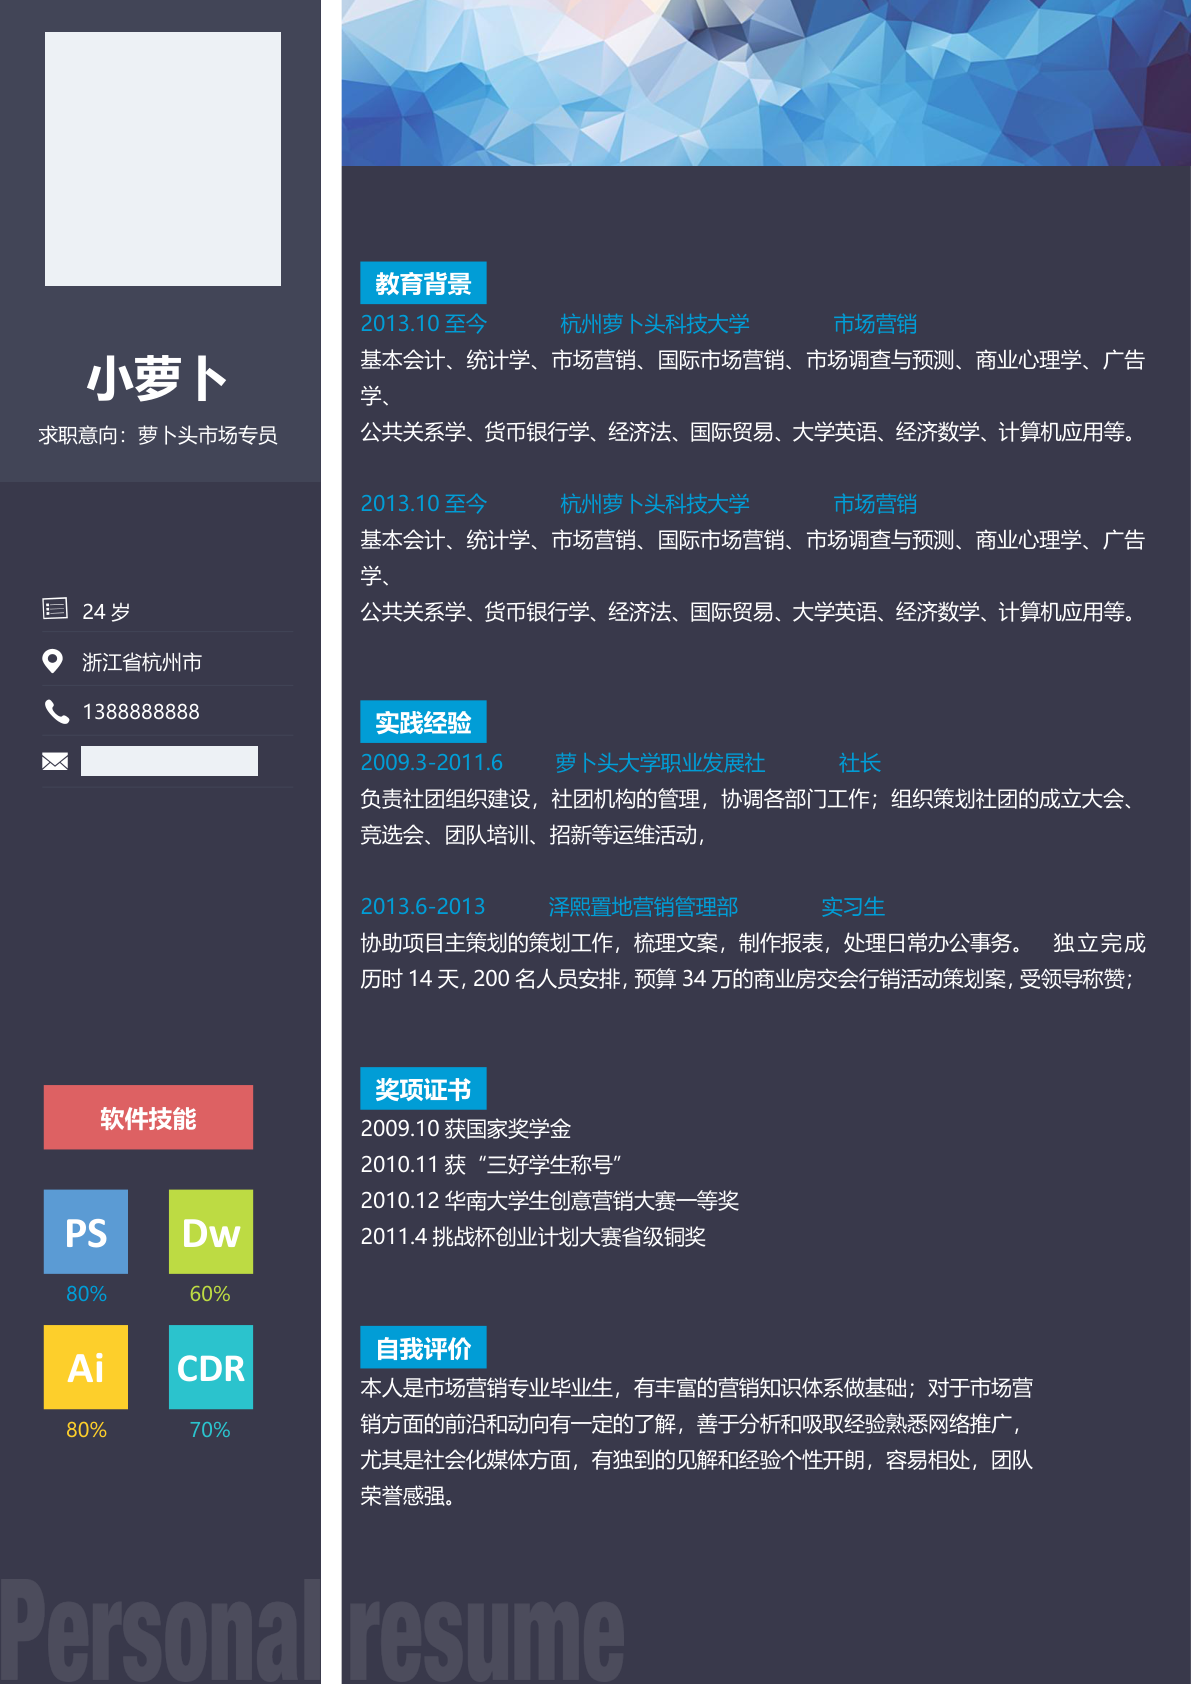 小萝卜
求职意向：萝卜头市场专员
24 岁
浙江省杭州市
1388888888
软件技能
PS Dw
80% 60%
Ai CDR
80% 70%
教育背景
2013.10 至今 杭州萝卜头科技大学 市场营销
基本会计、统计学、市场营销、国际市场营销、市场调查与预测、商业心理学、广告
学、
公共关系学、货币银行学、经济法、国际贸易、大学英语、经济数学、计算机应用等。
2013.10 至今 杭州萝卜头科技大学 市场营销
基本会计、统计学、市场营销、国际市场营销、市场调查与预测、商业心理学、广告
学、
公共关系学、货币银行学、经济法、国际贸易、大学英语、经济数学、计算机应用等。
实践经验
2009.3-2011.6 萝卜头大学职业发展社 社长
负责社团组织建设，社团机构的管理，协调各部门工作；组织策划社团的成立大会、
竞选会、团队培训、招新等运维活动，
2013.6-2013 泽熙置地营销管理部 实习生
协助项目主策划的策划工作，梳理文案，制作报表，处理日常办公事务。 独立完成
历时 14 天，200 名人员安排，预算 34 万的商业房交会行销活动策划案，受领导称赞；
奖项证书
2009.10 获国家奖学金
2010.11 获“三好学生称号”
2010.12 华南大学生创意营销大赛一等奖
2011.4 挑战杯创业计划大赛省级铜奖
自我评价
本人是市场营销专业毕业生，有丰富的营销知识体系做基础；对于市场营
销方面的前沿和动向有一定的了解，善于分析和吸取经验熟悉网络推广，
尤其是社会化媒体方面，有独到的见解和经验个性开朗，容易相处，团队
荣誉感强。
Personal resume